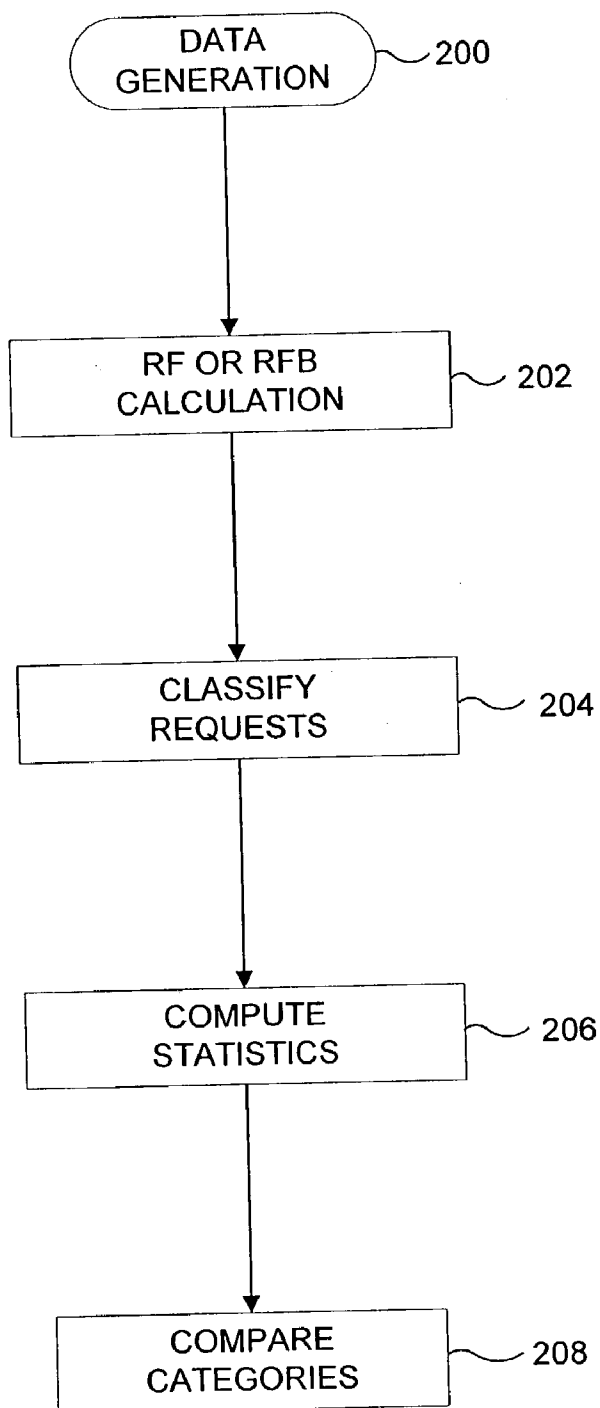 DATA
GENERATION
200
RF OR RFB
CALCULATION
202
CLASSIFY
REQUESTS
204
COMPUTE
STATISTICS
206
COMPARE
CATEGORIES
208